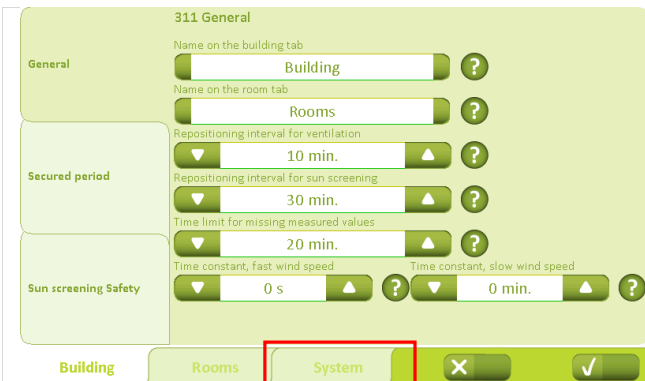 311 General
General
Name on the building tab
Building
?
Name on the room tab
Rooms
?
Repositioning interval for ventilation
10 min.
?
Secured period
Repositioning interval for sun screening
30 min.
?
Time limit for missing measured values
20 min.
?
Sun screening Safety
Time constant, fast wind speed
Time constant, slow wind speed
0 s
?
0 min.
?
Building
Rooms
System